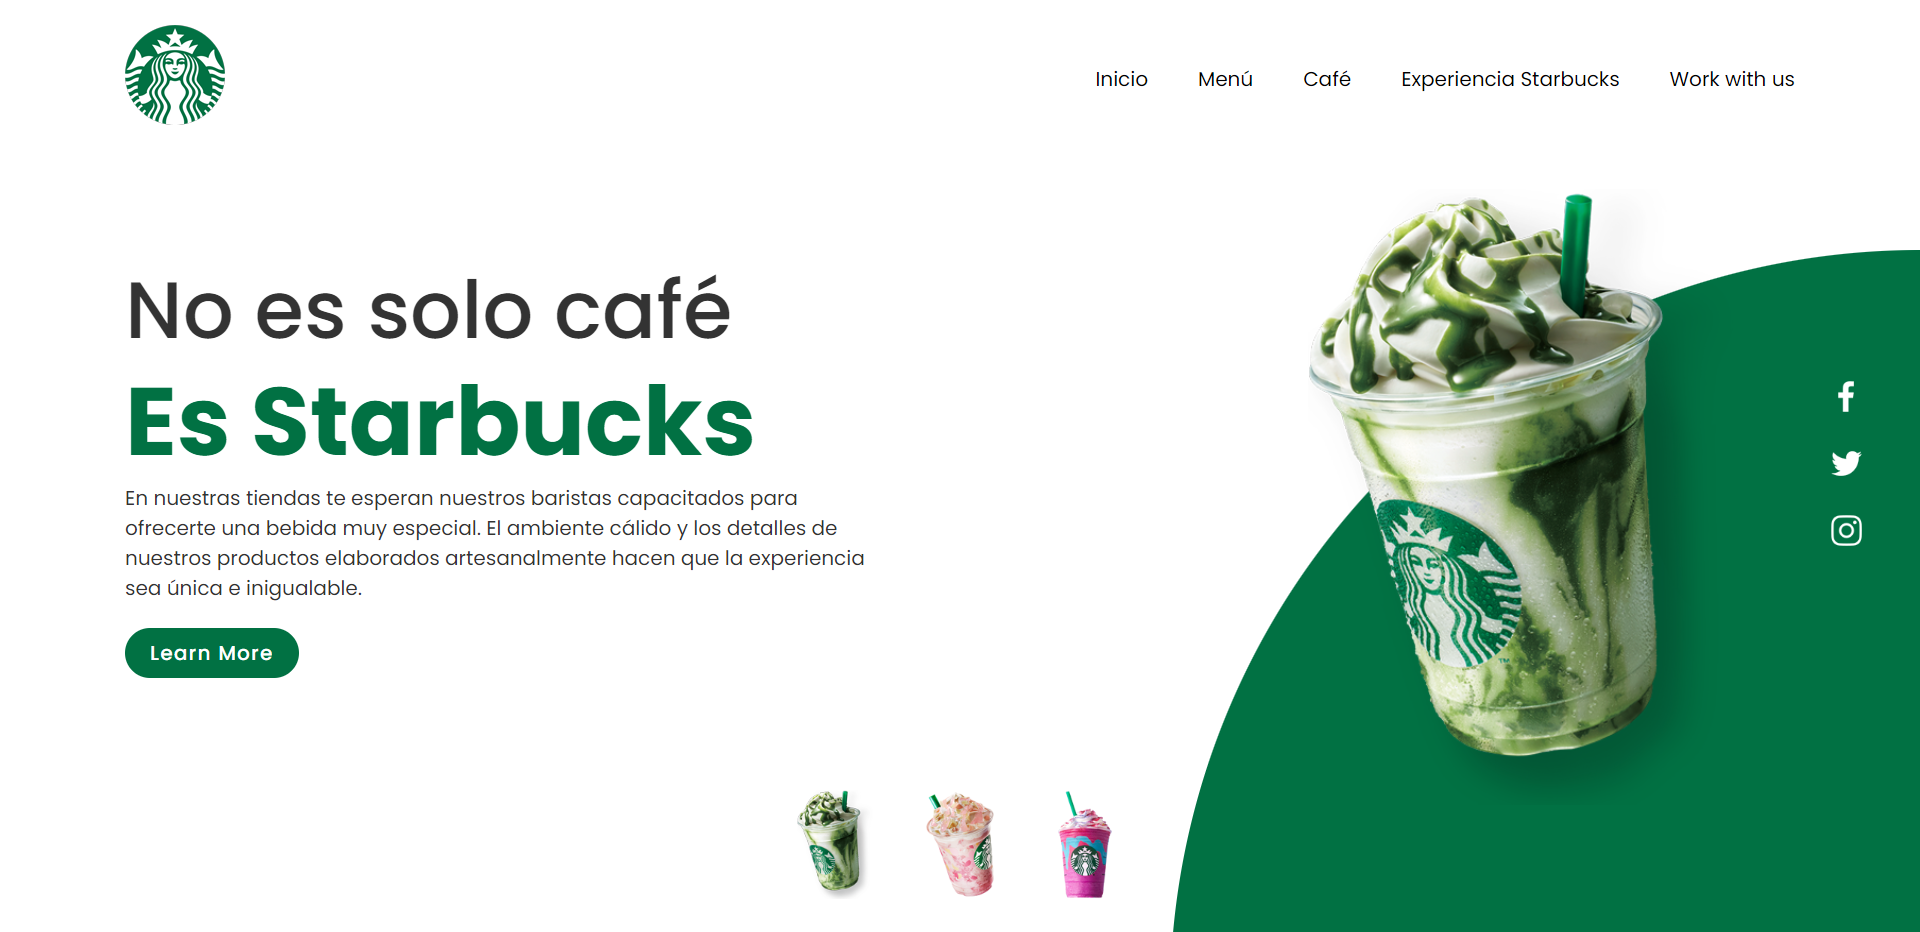 Inicio Menú Café Experiencia Starbucks Work with us
No es solo café
Es Starbucks
En nuestras tiendas te esperan nuestros baristas capacitados para
ofrecerte una bebida muy especial. El ambiente cálido y los detalles de
nuestros productos elaborados artesanalmente hacen que la experiencia
sea única e inigualable.
Learn More
TM